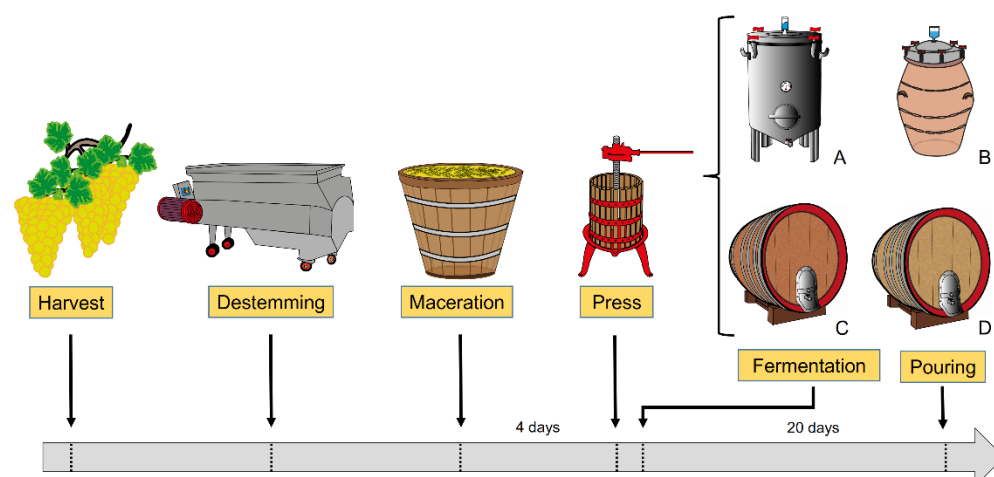 A
B
Harvest
Destemming
Maceration
Press
C
D
Fermentation
Pouring
4 days
20 days